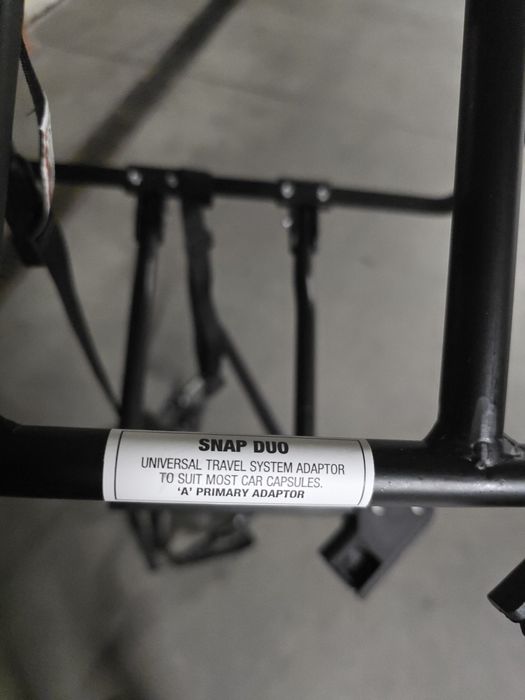 SNAP DUO
UNIVERSAL TRAVEL SYSTEM ADAPTOR
TO SUIT MOST CAR CAPSULES.
'A' PRIMARY ADAPTOR